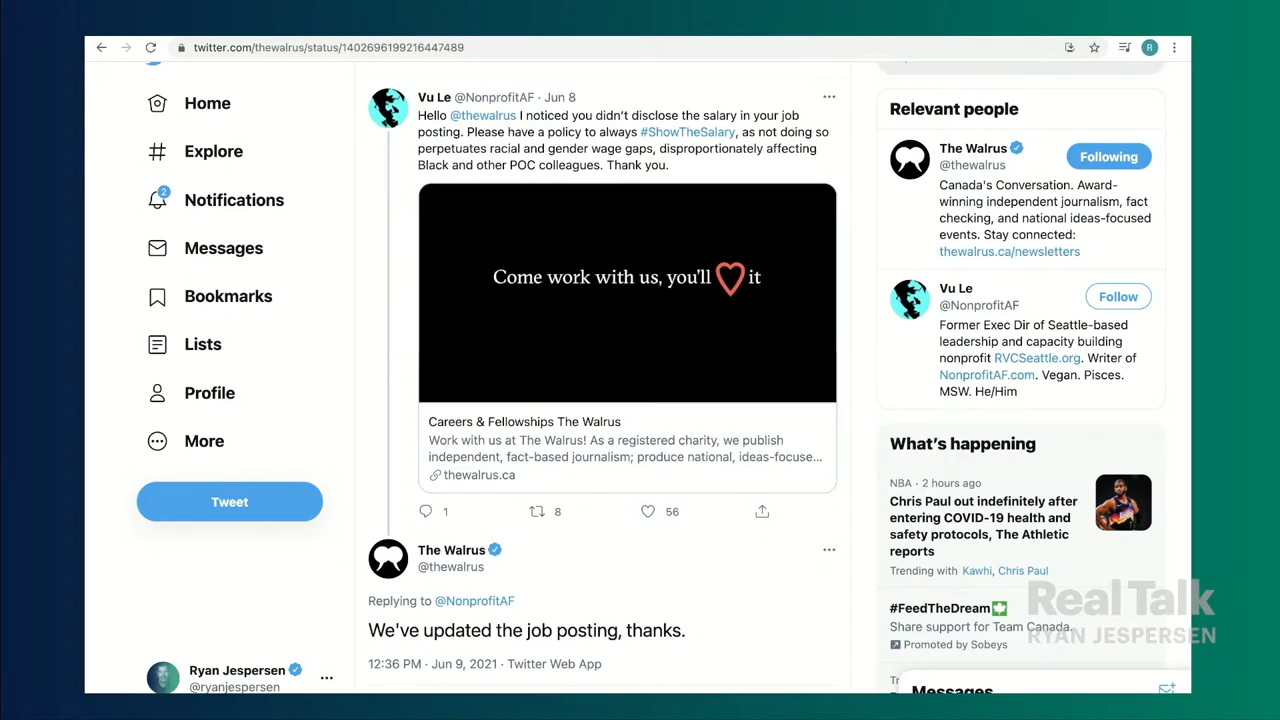 twitter.com/thewalrus/status/1402696199216447489
R
Home
Explore
2
Notifications
Messages
Bookmarks
Lists
Profile
More
Tweet
Ryan Jespersen
@ryanjespersen
Vu Le @NonprofitAF · Jun 8
Hello @thewalrus I noticed you didn't disclose the salary in your job
posting. Please have a policy to always #ShowTheSalary, as not doing so
perpetuates racial and gender wage gaps, disproportionately affecting
Black and other POC colleagues. Thank you.
Come work with us, you'll it
Careers & Fellowships The Walrus
Work with us at The Walrus! As a registered charity, we publish
independent, fact-based journalism; produce national, ideas-focuse...
thewalrus.ca
1 8 56
The Walrus
@thewalrus
Replying to @NonprofitAF
We've updated the job posting, thanks.
12:36 PM · Jun 9, 2021 · Twitter Web App
Relevant people
The Walrus
@thewalrus
Following
Canada's Conversation. Award-
winning independent journalism, fact
checking, and national ideas-focused
events. Stay connected:
thewalrus.ca/newsletters
Vu Le
@NonprofitAF
Follow
Former Exec Dir of Seattle-based
leadership and capacity building
nonprofit RVCSeattle.org. Writer of
NonprofitAF.com. Vegan. Pisces.
MSW. He/Him
What's happening
NBA · 2 hours ago
Chris Paul out indefinitely after
entering COVID-19 health and
safety protocols, The Athletic
reports
Trending with Kawhi, Chris Paul
#FeedTheDream
Share support for Team Canada.
Promoted by Sobeys
Messages
Real Talk
RYAN JESPERSEN